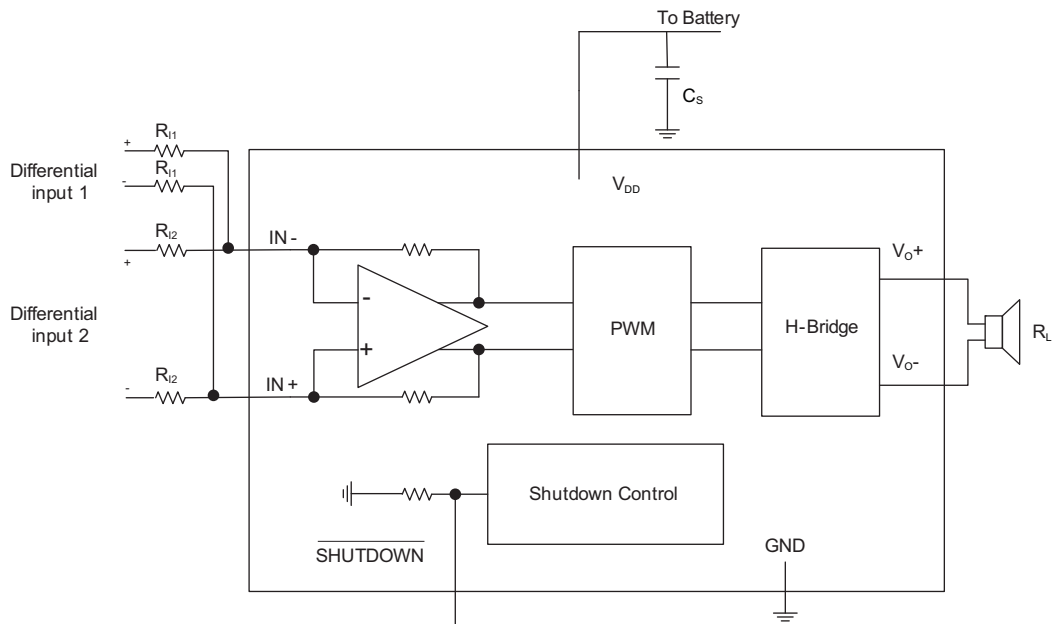 To Battery
C_S
R_I1
+
Differential
input 1
R_I1
-
V_DD
R_I2
+
IN -
V_O+
-
Differential
input 2
PWM
H-Bridge
R_L
+
V_O-
R_I2
-
IN +
Shutdown Control
SHUTDOWN
GND